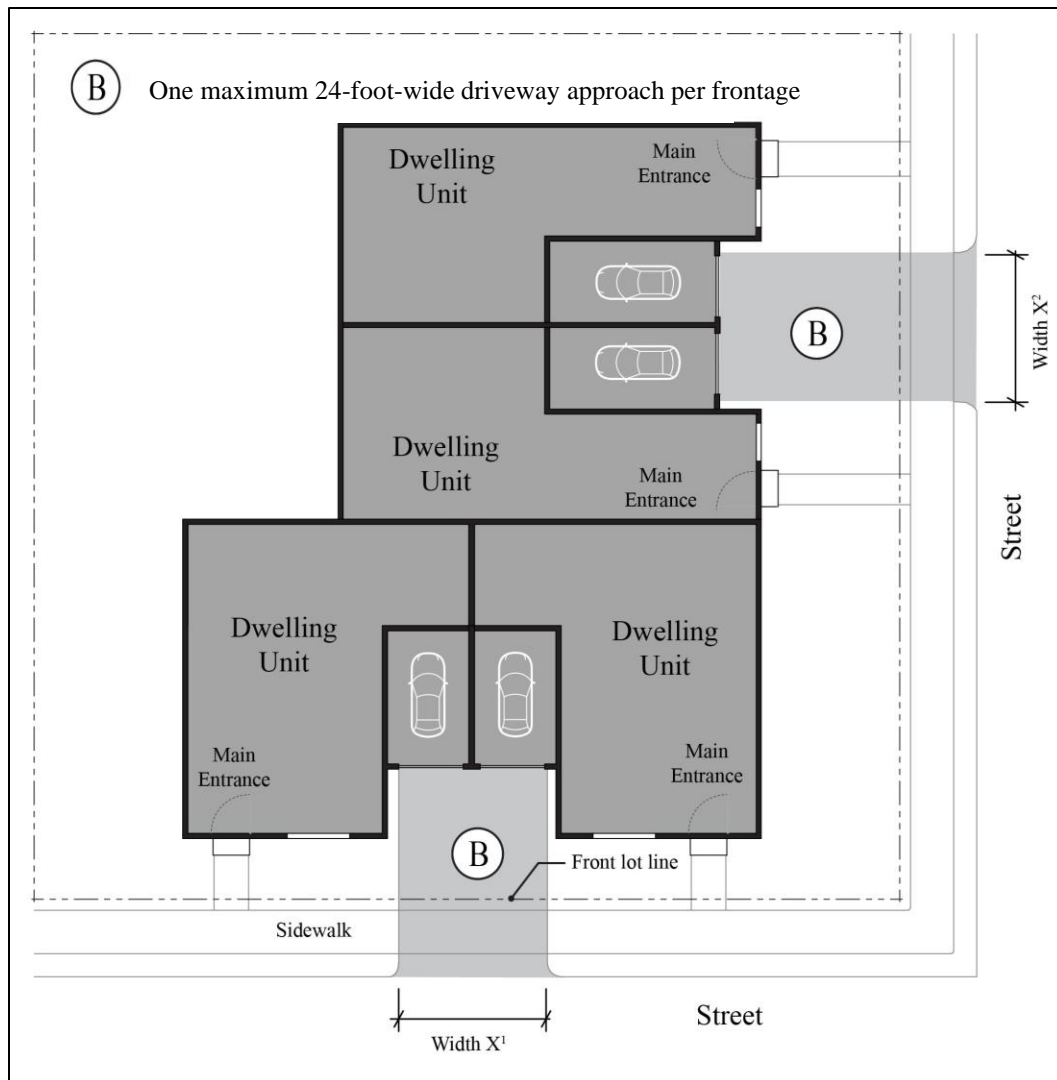 B One maximum 24-foot-wide driveway approach per frontage
Dwelling
Unit
Main
Entrance
B
Width X²
Dwelling
Unit
Main
Entrance
Street
Dwelling
Unit
Dwelling
Unit
Main
Entrance
Main
Entrance
B
Front lot line
Sidewalk
Street
Width X¹